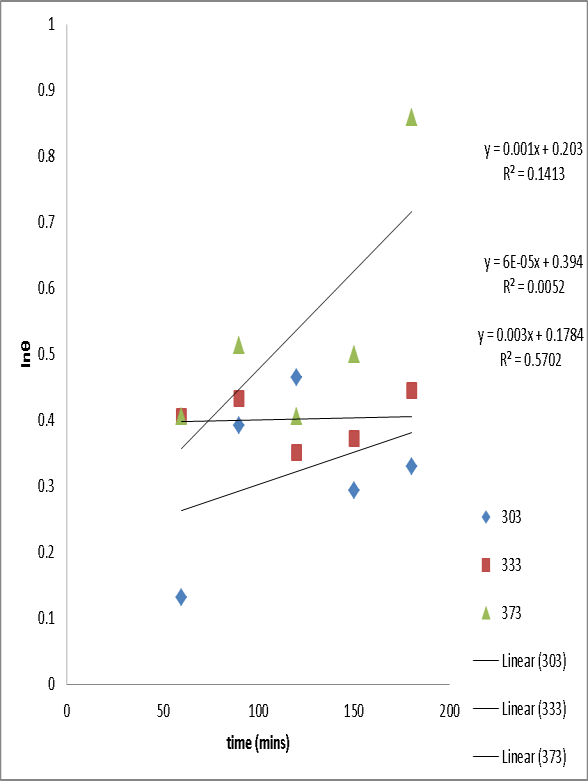 1
0.9
0.8
0.7
0.6
0.5
0.4
0.3
0.2
0.1
0
lnθ
0 50 100 150 200
time (mins)
y = 0.001x + 0.203
R² = 0.1413
y = 6E-05x + 0.394
R² = 0.0052
y = 0.003x + 0.1784
R² = 0.5702
303
333
373
Linear (303)
Linear (333)
Linear (373)